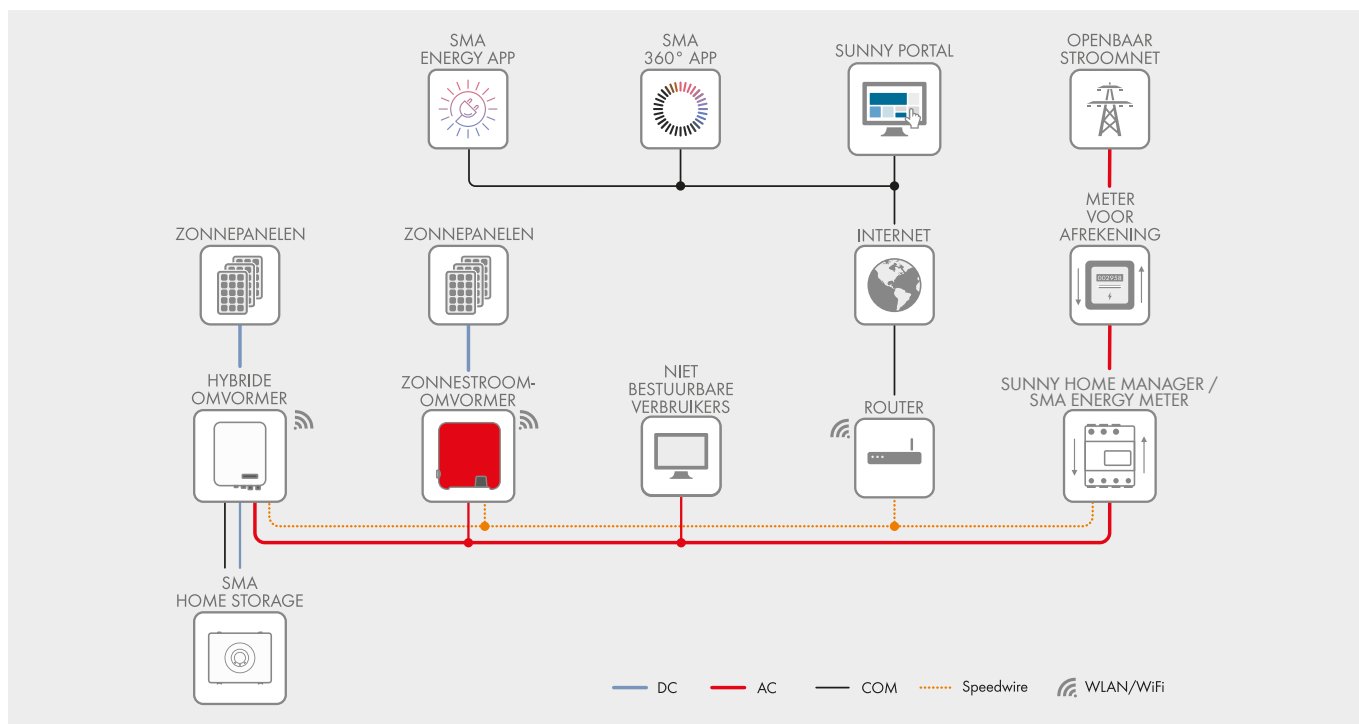 SMA
ENERGY APP
SMA
360° APP
SUNNY PORTAL
OPENBAAR
STROOMNET
ZONNEPANELEN
ZONNEPANELEN
INTERNET
METER
VOOR
AFREKENING
002950
HYBRIDE
OMVORMER
ZONNESTROOM-
OMVORMER
NIET
BESTUURBARE
VERBRUIKERS
ROUTER
SUNNY HOME MANAGER /
SMA ENERGY METER
SMA
HOME STORAGE
DC
AC
COM
Speedwire
WLAN/WiFi